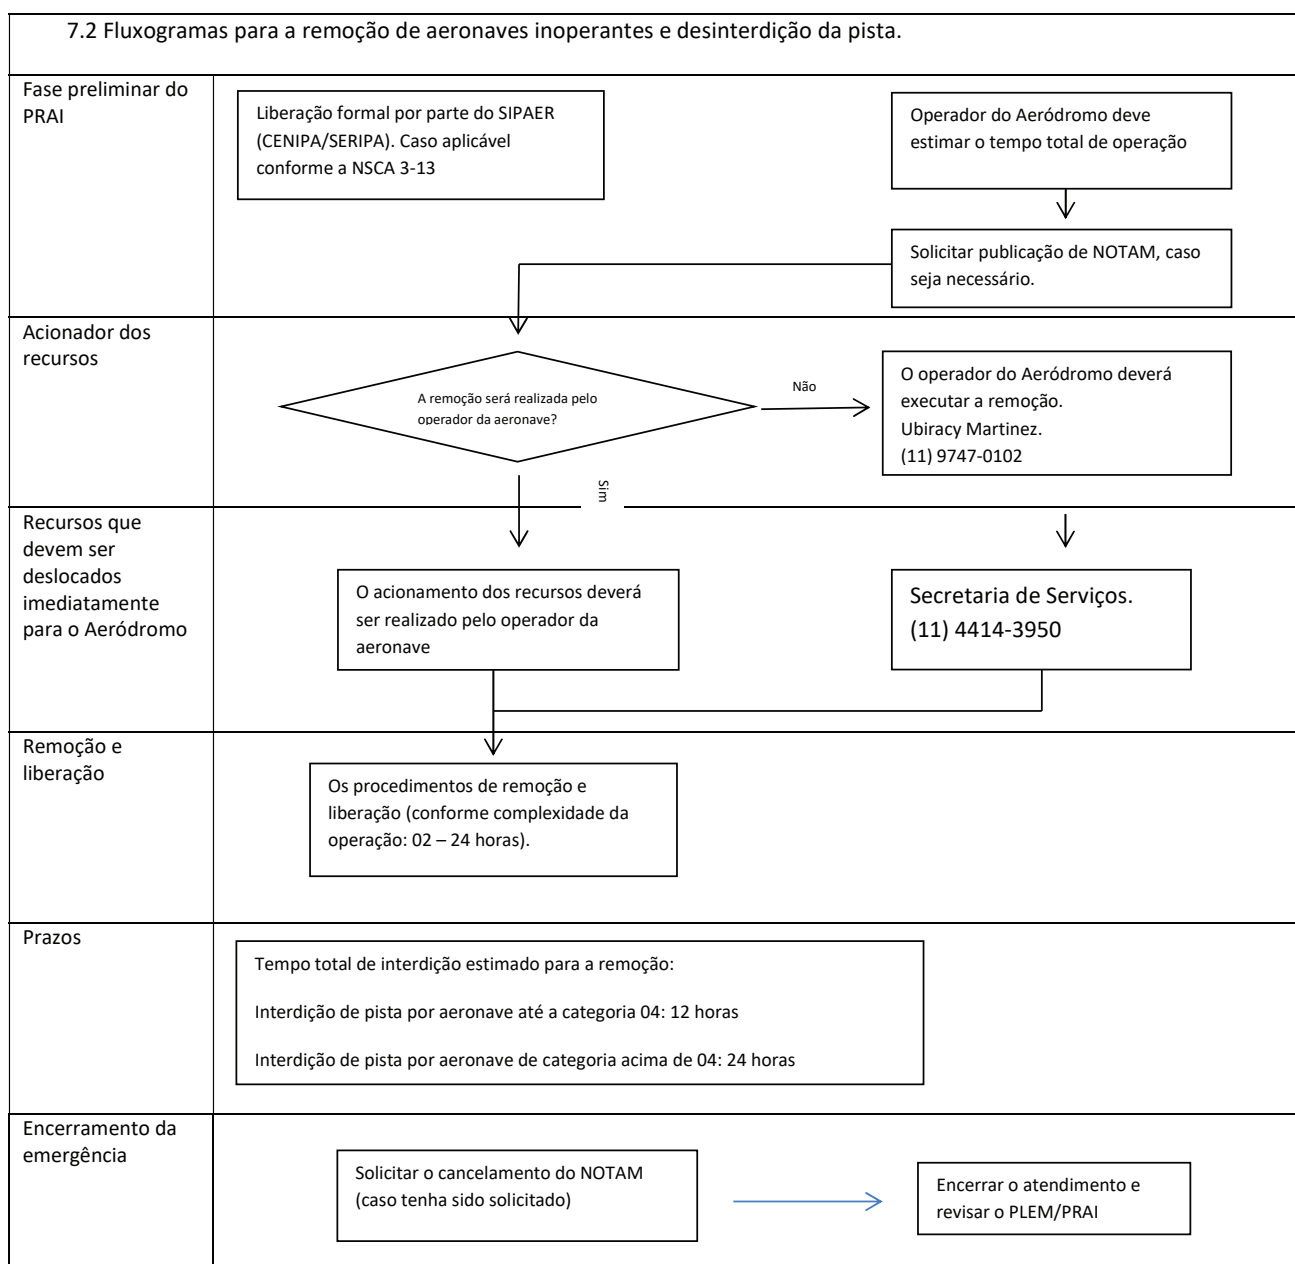 7.2 Fluxogramas para a remoção de aeronaves inoperantes e desinterdição da pista.
Fase preliminar do
PRAI
Liberação formal por parte do SIPAER
(CENIPA/SERIPA). Caso aplicável
conforme a NSCA 3-13
Operador do Aeródromo deve
estimar o tempo total de operação
Solicitar publicação de NOTAM, caso
seja necessário.
Acionador dos
recursos
A remoção será realizada pelo
operador da aeronave?
Não
O operador do Aeródromo deverá
executar a remoção.
Ubiracy Martinez.
(11) 9747-0102
Sim
Recursos que
devem ser
deslocados
imediatamente
para o Aeródromo
O acionamento dos recursos deverá
ser realizado pelo operador da
aeronave
Secretaria de Serviços.
(11) 4414-3950
Remoção e
liberação
Os procedimentos de remoção e
liberação (conforme complexidade da
operação: 02 – 24 horas).
Prazos
Tempo total de interdição estimado para a remoção:
Interdição de pista por aeronave até a categoria 04: 12 horas
Interdição de pista por aeronave de categoria acima de 04: 24 horas
Encerramento da
emergência
Solicitar o cancelamento do NOTAM
(caso tenha sido solicitado)
Encerrar o atendimento e
revisar o PLEM/PRAI